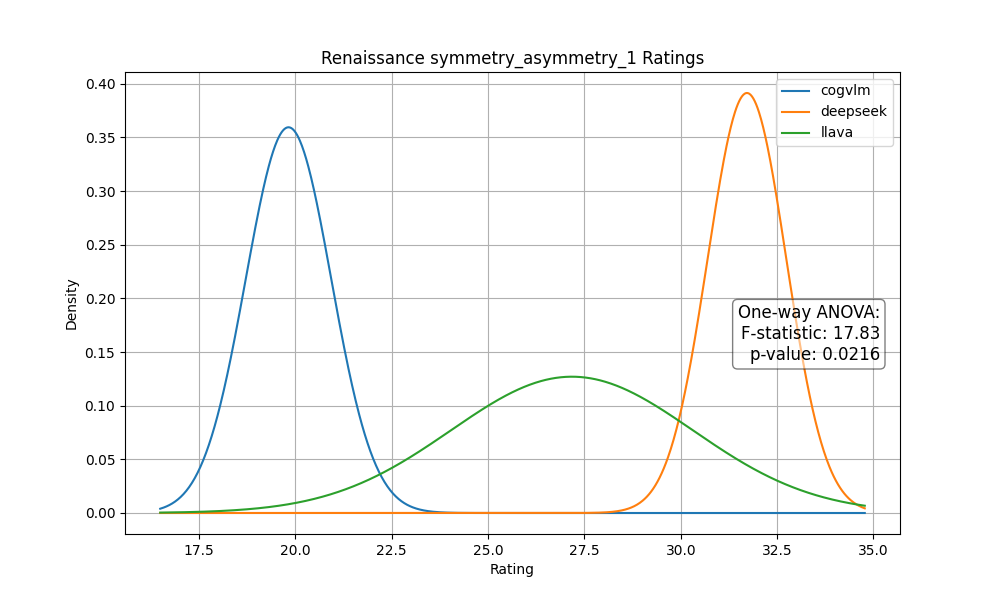 Renaissance symmetry_asymmetry_1 Ratings
cogvlm
deepseek
llava
One-way ANOVA:
F-statistic: 17.83
p-value: 0.0216
Density
0.40
0.35
0.30
0.25
0.20
0.15
0.10
0.05
0.00
17.5 20.0 22.5 25.0 27.5 30.0 32.5 35.0
Rating